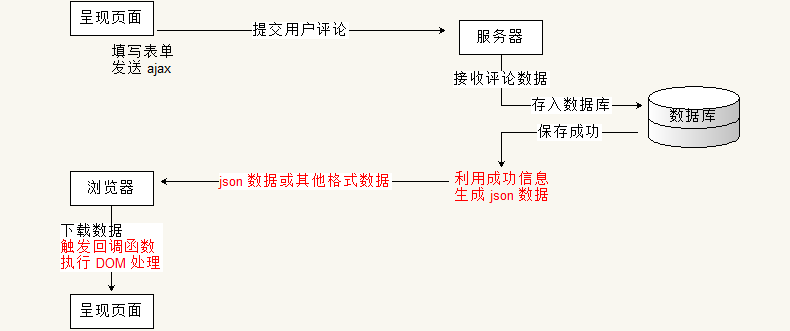 呈现页面
提交用户评论
服务器
填写表单
发送 ajax
接收评论数据
存入数据库
数据库
保存成功
利用成功信息
生成 json 数据
json 数据或其他格式数据
浏览器
下载数据
触发回调函数
执行 DOM 处理
呈现页面